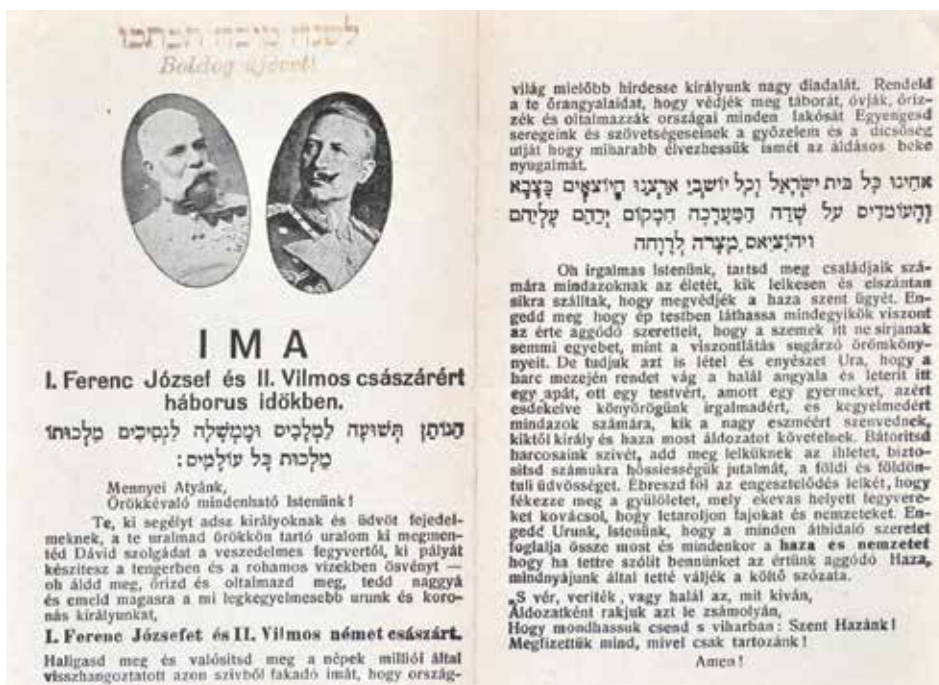 לשנה טובה תכתבו
Boldog ujévet!
IMA
I. Ferenc József és II. Vilmos császárért
háborus időkben.
הַנּוֹתֵן תְּשׁוּעָה לַמְּלָכִים וּמֶמְשָׁלָה לַנְּסִיכִים מַלְכוּתוֹ
מַלְכוּת כָּל עוֹלָמִים:
Mennyei Atyánk,
Örökkévaló mindenható Istenünk!
Te, ki segélyt adsz királyoknak és üdvöt fejedel-
meknek, a te uralmad örökkön tartó uralom ki megmen-
téd Dávid szolgádat a veszedelmes fegyvertől, ki pályát
készitesz a tengerben és a rohamos vizekben ösvényt —
oh áldd meg, őrizd és oltalmazd meg, tedd naggyá
és emeld magasra a mi legkegyelmesebb urunk és koro-
nás királyunkat,
I. Ferenc Józsefet és II. Vilmos német császárt.
Hallgasd meg és valósitsd meg a népek milliói által
visszhangoztatott azon szivből fakadó imát, hogy ország-
világ mielőbb hirdesse királyunk nagy diadalát. Rendeld
a te őrangyalaidat, hogy védjék meg táborát, óvják, őriz-
zék és oltalmazzák országai minden lakósát Egyengesd
seregeink és szövetségeseinek a győzelem és a dicsőség
utját hogy miharabb élvezhessük ismét az áldásos béke
nyugalmát.
אַחֵינוּ כָּל בֵּית יִשְׂרָאֵל וְכָל יוֹשְׁבֵי אַרְצֵנוּ הַיּוֹצְאִים בַּצָּבָא
וְהָעוֹמְדִים עַל שְׂדֵה הַמַּעֲרָכָה הַמָּקוֹם יְרַחֵם עֲלֵיהֶם
וְיוֹצִיאֵם מִצָּרָה לִרְוָחָה
Oh irgalmas Istenünk, tartsd meg családjaik szá-
mára mindazoknak az életét, kik lelkesen és elszántan
sikra szálltak, hogy megvédjék a haza szent ügyét. En-
gedd meg hogy ép testben láthassa mindegyikök viszont
az érte aggódó szeretteit, hogy a szemek itt ne sirjanak
semmi egyebet, mint a viszontlátás sugárzó örömköny-
nyeit. De tudjuk azt is létel és enyészet Ura, hogy a
harc mezején rendet vág a halál angyala és leterit itt
egy apát, ott egy testvért, amott egy gyermeket, azért
esdekelve könyörögünk irgalmadért, és kegyelmedért
mindazok számára, kik a nagy eszméért szenvednek,
kiktől király és haza most áldozatot követelnek. Bátoritsd
harcosaink szivét, add meg lelküknek az ihletet, bizto-
sitsd számukra hőssiességük jutalmát, a földi és földön-
tuli üdvösséget. Ébreszd föl az engesztelődés lelkét, hogy
fékezze meg a gyülöletet, mely ekevas helyett fegyvere-
ket kovácsol, hogy letaroljon fajokat és nemzeteket. En-
gedd Urunk, Istenünk, hogy a minden áthidaló szeretet
foglalja össze most és mindenkor a haza és nemzetet
hogy ha tettre szólit bennünket az értünk aggódó Haza,
mindnyájunk által tetté váljék a költő szózata.
„S vér, veriték, vagy halál az, mit kiván,
Áldozatként rakjuk azt le zsámolyán,
Hogy mondhassuk csend s viharban: Szent Hazánk!
Megfizettük mind, mivel csak tartozánk!
Amen!